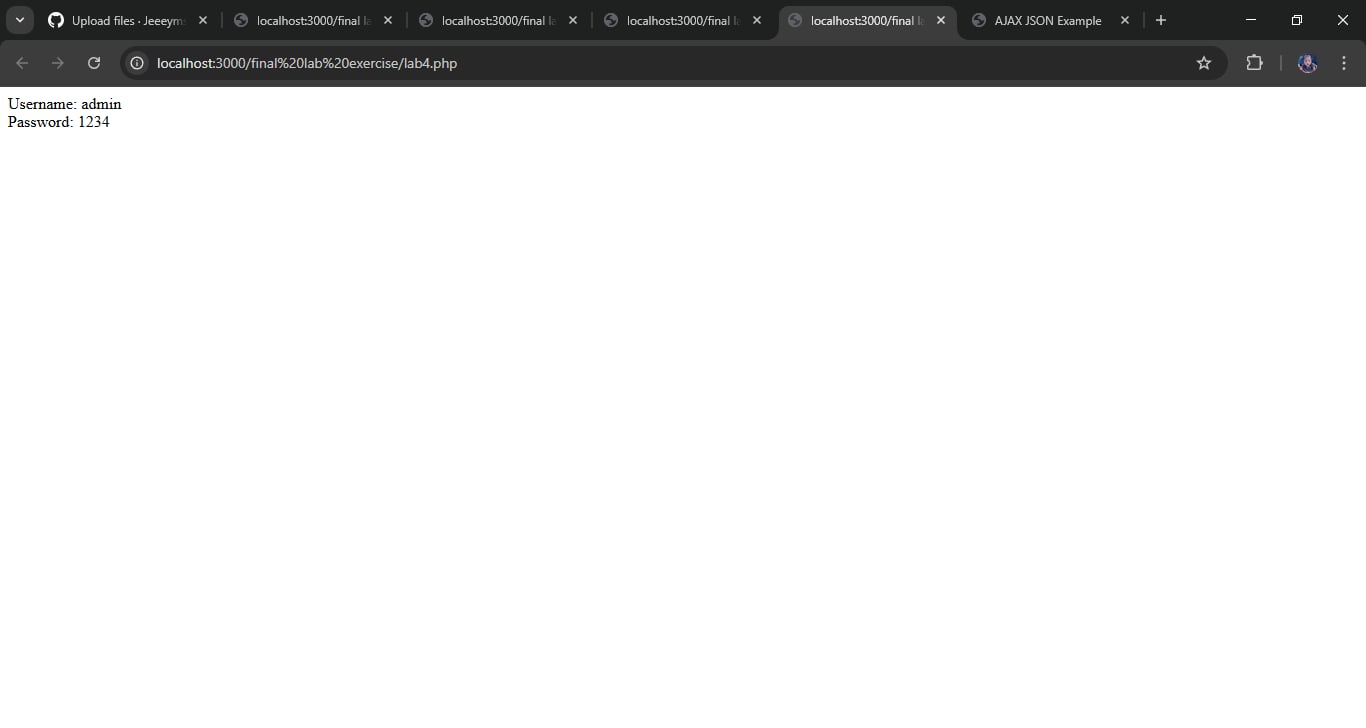 Upload files · Jeeeyms
localhost:3000/final la
localhost:3000/final la
localhost:3000/final la
localhost:3000/final la
AJAX JSON Example
localhost:3000/final%20lab%20exercise/lab4.php
Username: admin
Password: 1234